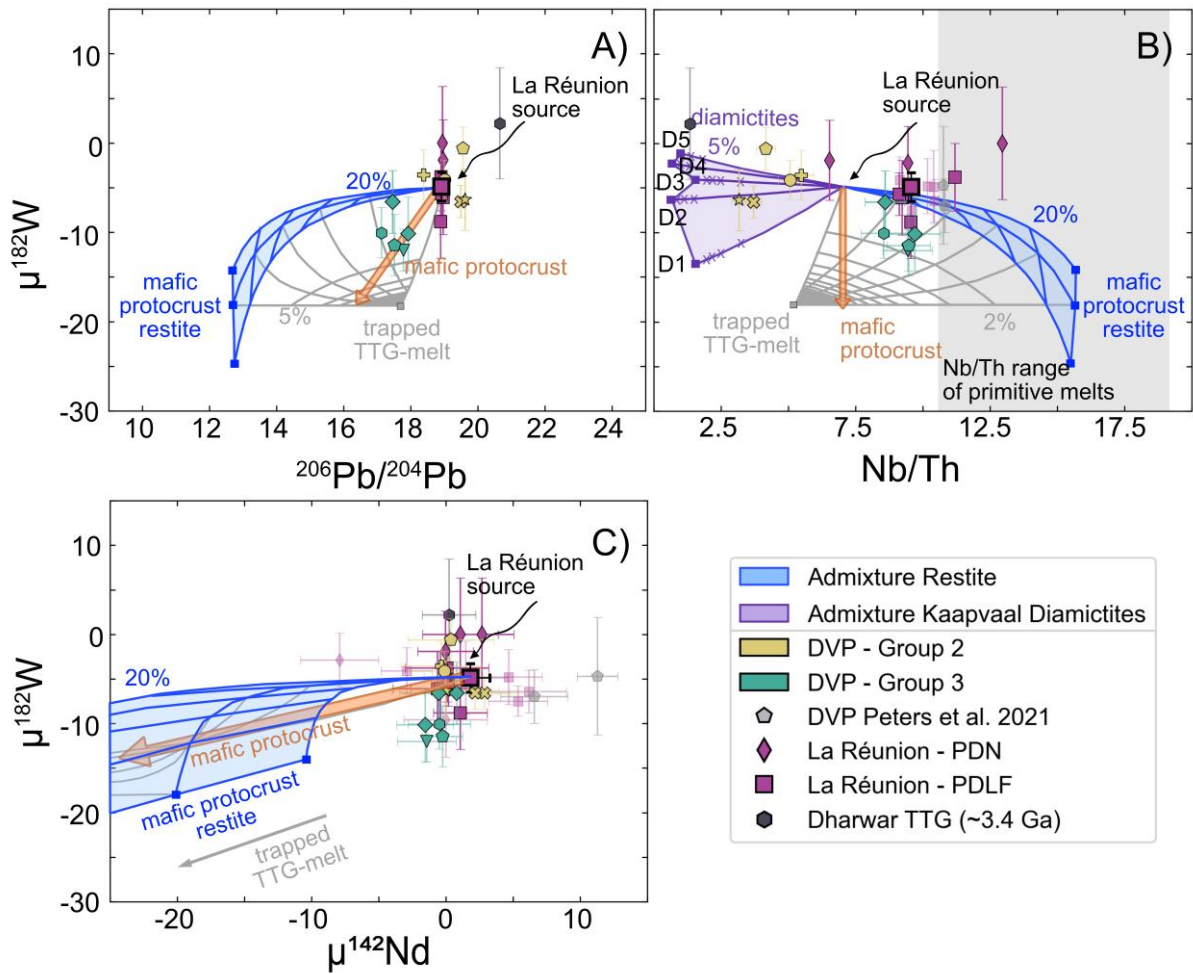 A)
10
0
-10
-20
-30
μ¹⁸²W
La Réunion
source
20%
mafic protocrust
mafic
protocrust
restite
5%
trapped
TTG-melt
10 12 14 16 18 20 22 24
²⁰⁶Pb/²⁰⁴Pb
B)
La Réunion
source
diamictites
5%
D5
D4
D3
D2
D1
20%
mafic
protocrust
restite
trapped
TTG-melt
mafic
protocrust
2%
Nb/Th range
of primitive melts
2.5 7.5 12.5 17.5
Nb/Th
C)
10
0
-10
-20
-30
μ¹⁸²W
La Réunion
source
20%
mafic protocrust
mafic protocrust
restite
trapped
TTG-melt
-20 -10 0 10
μ¹⁴²Nd
Admixture Restite
Admixture Kaapvaal Diamictites
DVP - Group 2
DVP - Group 3
DVP Peters et al. 2021
La Réunion - PDN
La Réunion - PDLF
Dharwar TTG (~3.4 Ga)